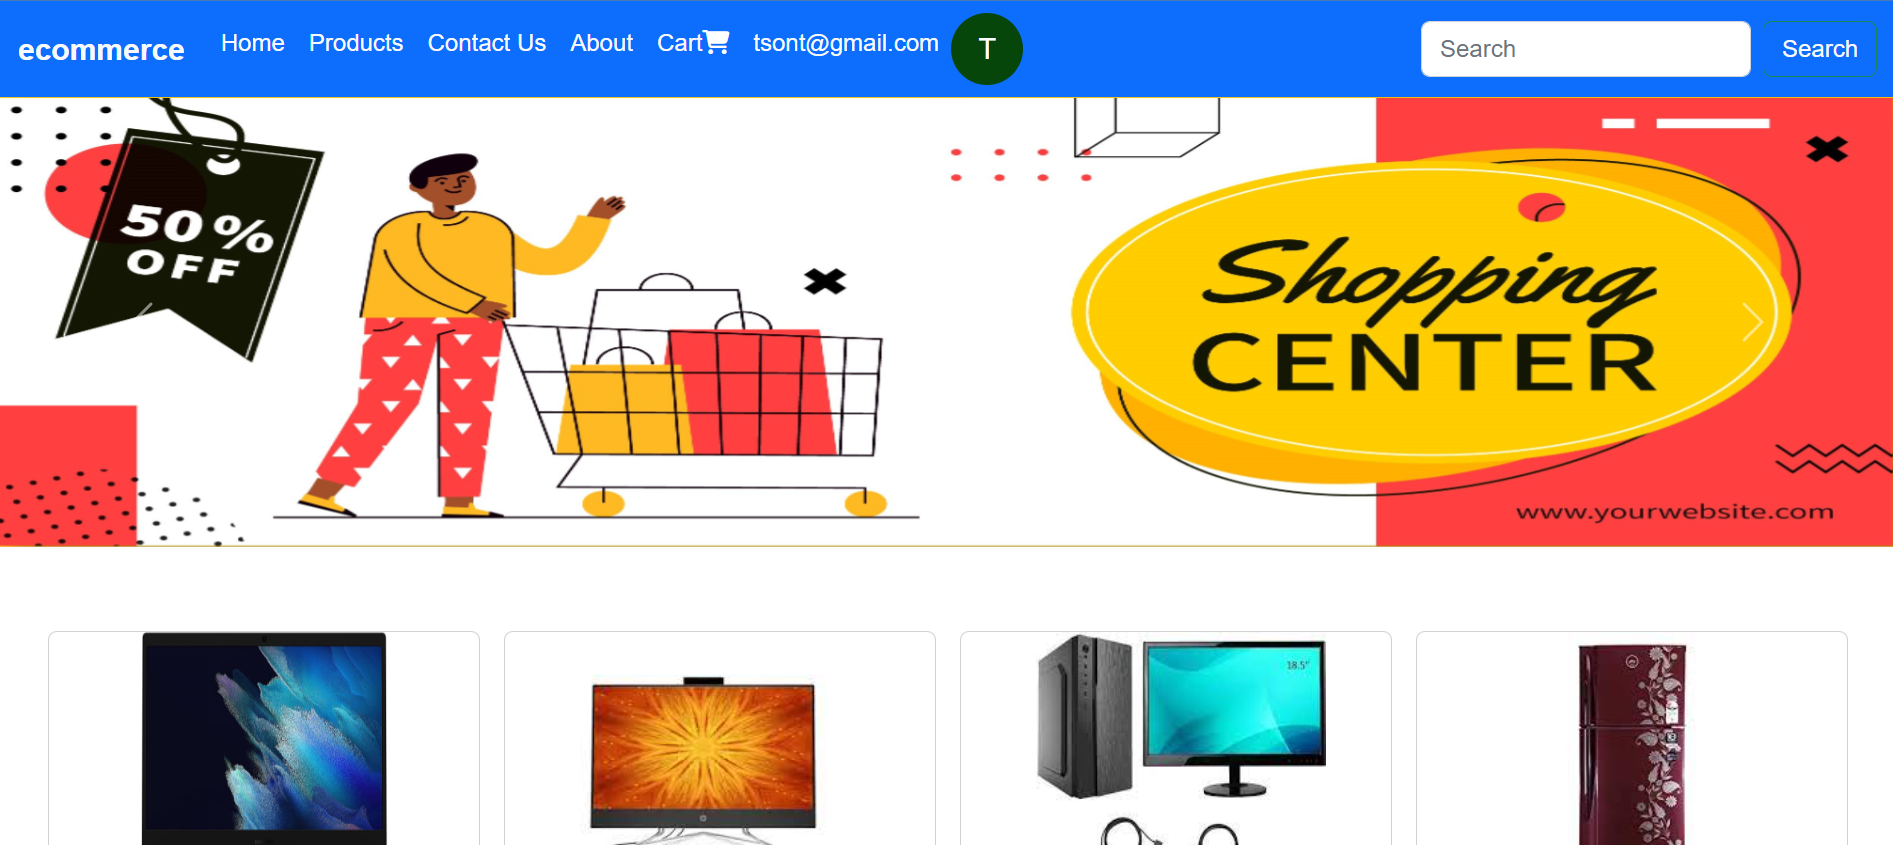 ecommerce Home Products Contact Us About Cart tsont@gmail.com T Search Search
50%
OFF
Shopping
CENTER
www.yourwebsite.com
18.5"